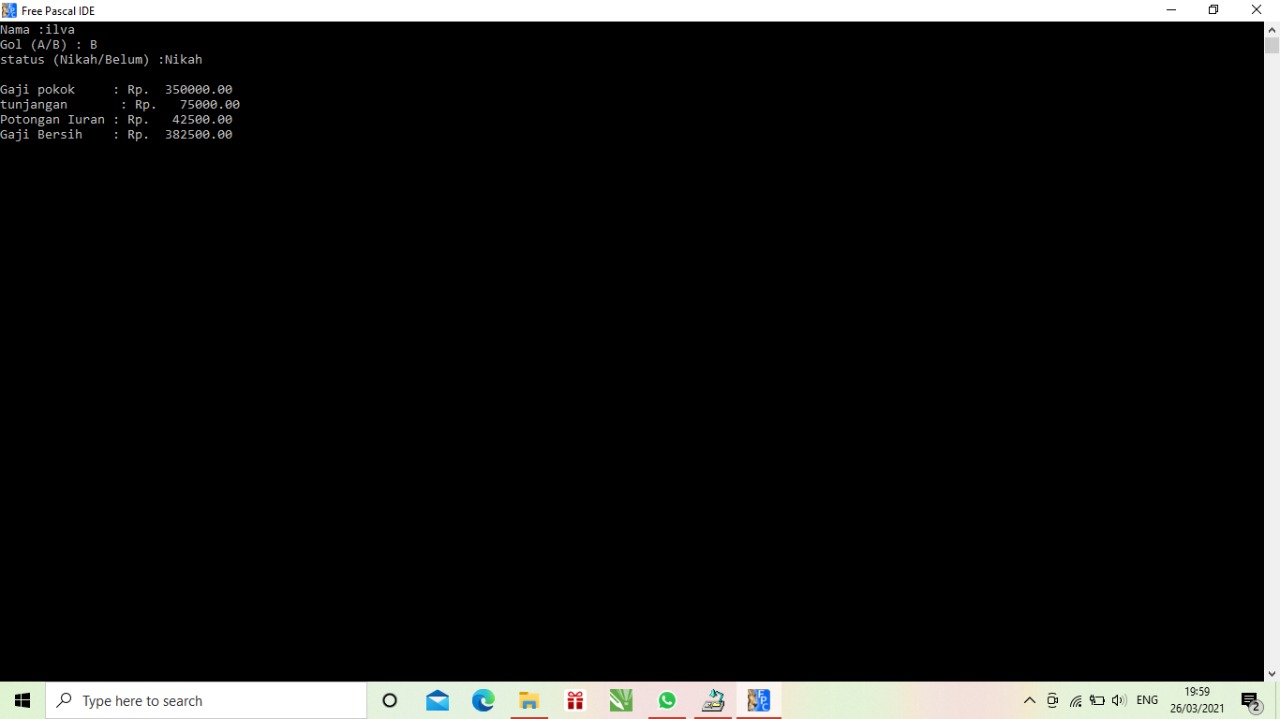 Free Pascal IDE
Nama :ilva
Gol (A/B) : B
status (Nikah/Belum) :Nikah
Gaji pokok     : Rp.  350000.00
tunjangan       : Rp.   75000.00
Potongan Iuran : Rp.   42500.00
Gaji Bersih    : Rp.  382500.00
Type here to search
ENG
19:59
26/03/2021
2